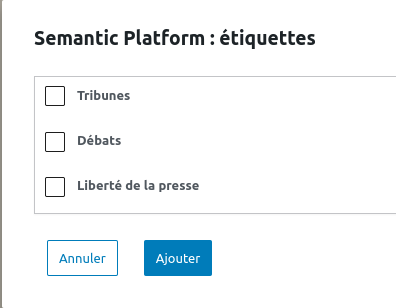 Semantic Platform : étiquettes
Tribunes
Débats
Liberté de la presse
Annuler Ajouter